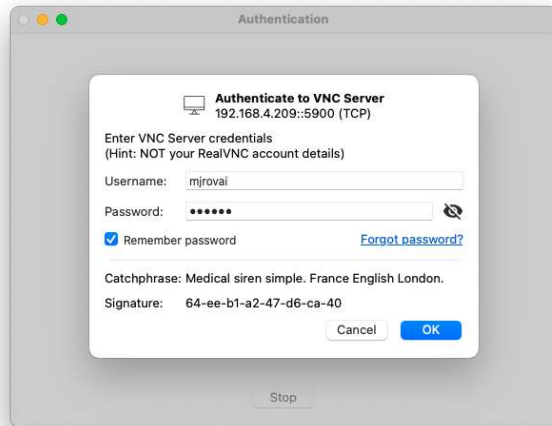 Authentication
Authenticate to VNC Server
192.168.4.209::5900 (TCP)
Enter VNC Server credentials
(Hint: NOT your RealVNC account details)
Username: mjrovai
Password: ••••••
Remember password Forgot password?
Catchphrase: Medical siren simple. France English London.
Signature: 64-ee-b1-a2-47-d6-ca-40
Cancel OK
Stop